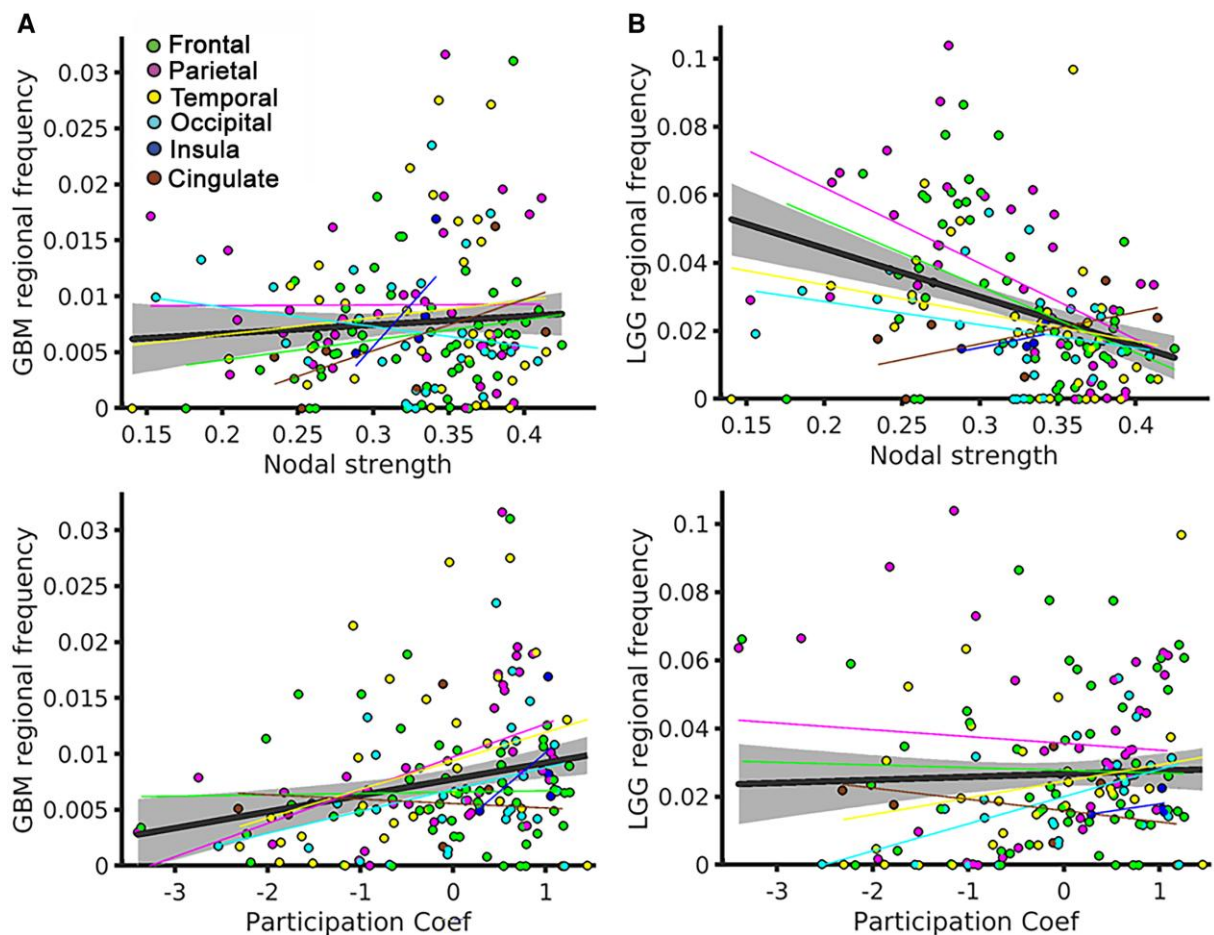 A
GBM regional frequency
0.03
0.025
0.02
0.015
0.01
0.005
0
Frontal
Parietal
Temporal
Occipital
Insula
Cingulate
0.15 0.2 0.25 0.3 0.35 0.4
Nodal strength
B
LGG regional frequency
0.1
0.08
0.06
0.04
0.02
0
0.15 0.2 0.25 0.3 0.35 0.4
Nodal strength
GBM regional frequency
0.03
0.025
0.02
0.015
0.01
0.005
0
-3 -2 -1 0 1
Participation Coef
LGG regional frequency
0.1
0.08
0.06
0.04
0.02
0
-3 -2 -1 0 1
Participation Coef